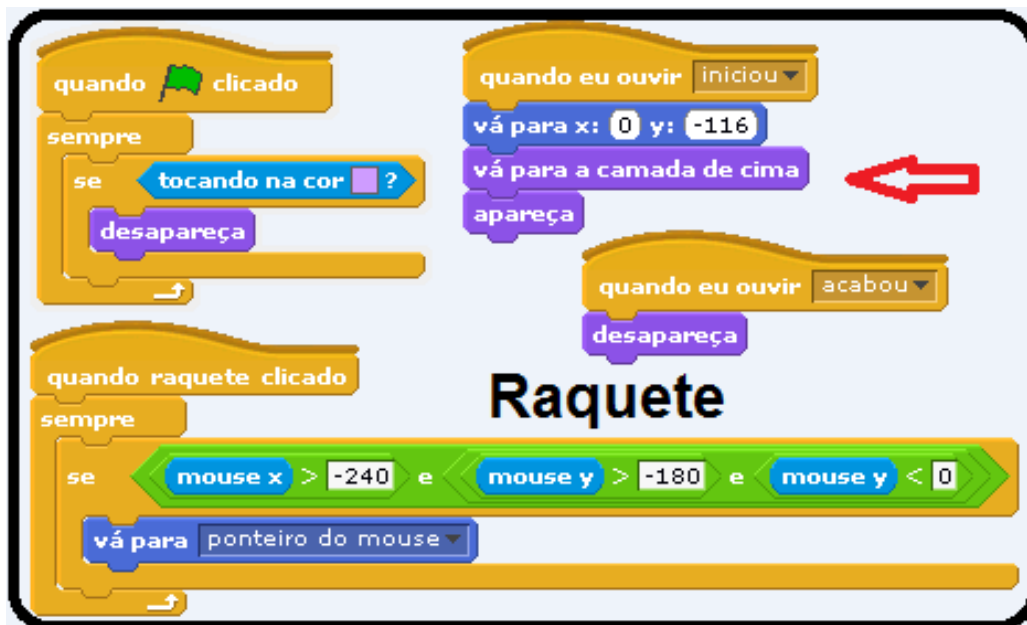 quando clicado
sempre
se tocando na cor ?
desapareça
quando eu ouvir iniciou
vá para x: 0 y: -116
vá para a camada de cima
apareça
quando eu ouvir acabou
desapareça
quando raquete clicado
sempre
se mouse x > -240 e mouse y > -180 e mouse y < 0
vá para ponteiro do mouse
Raquete